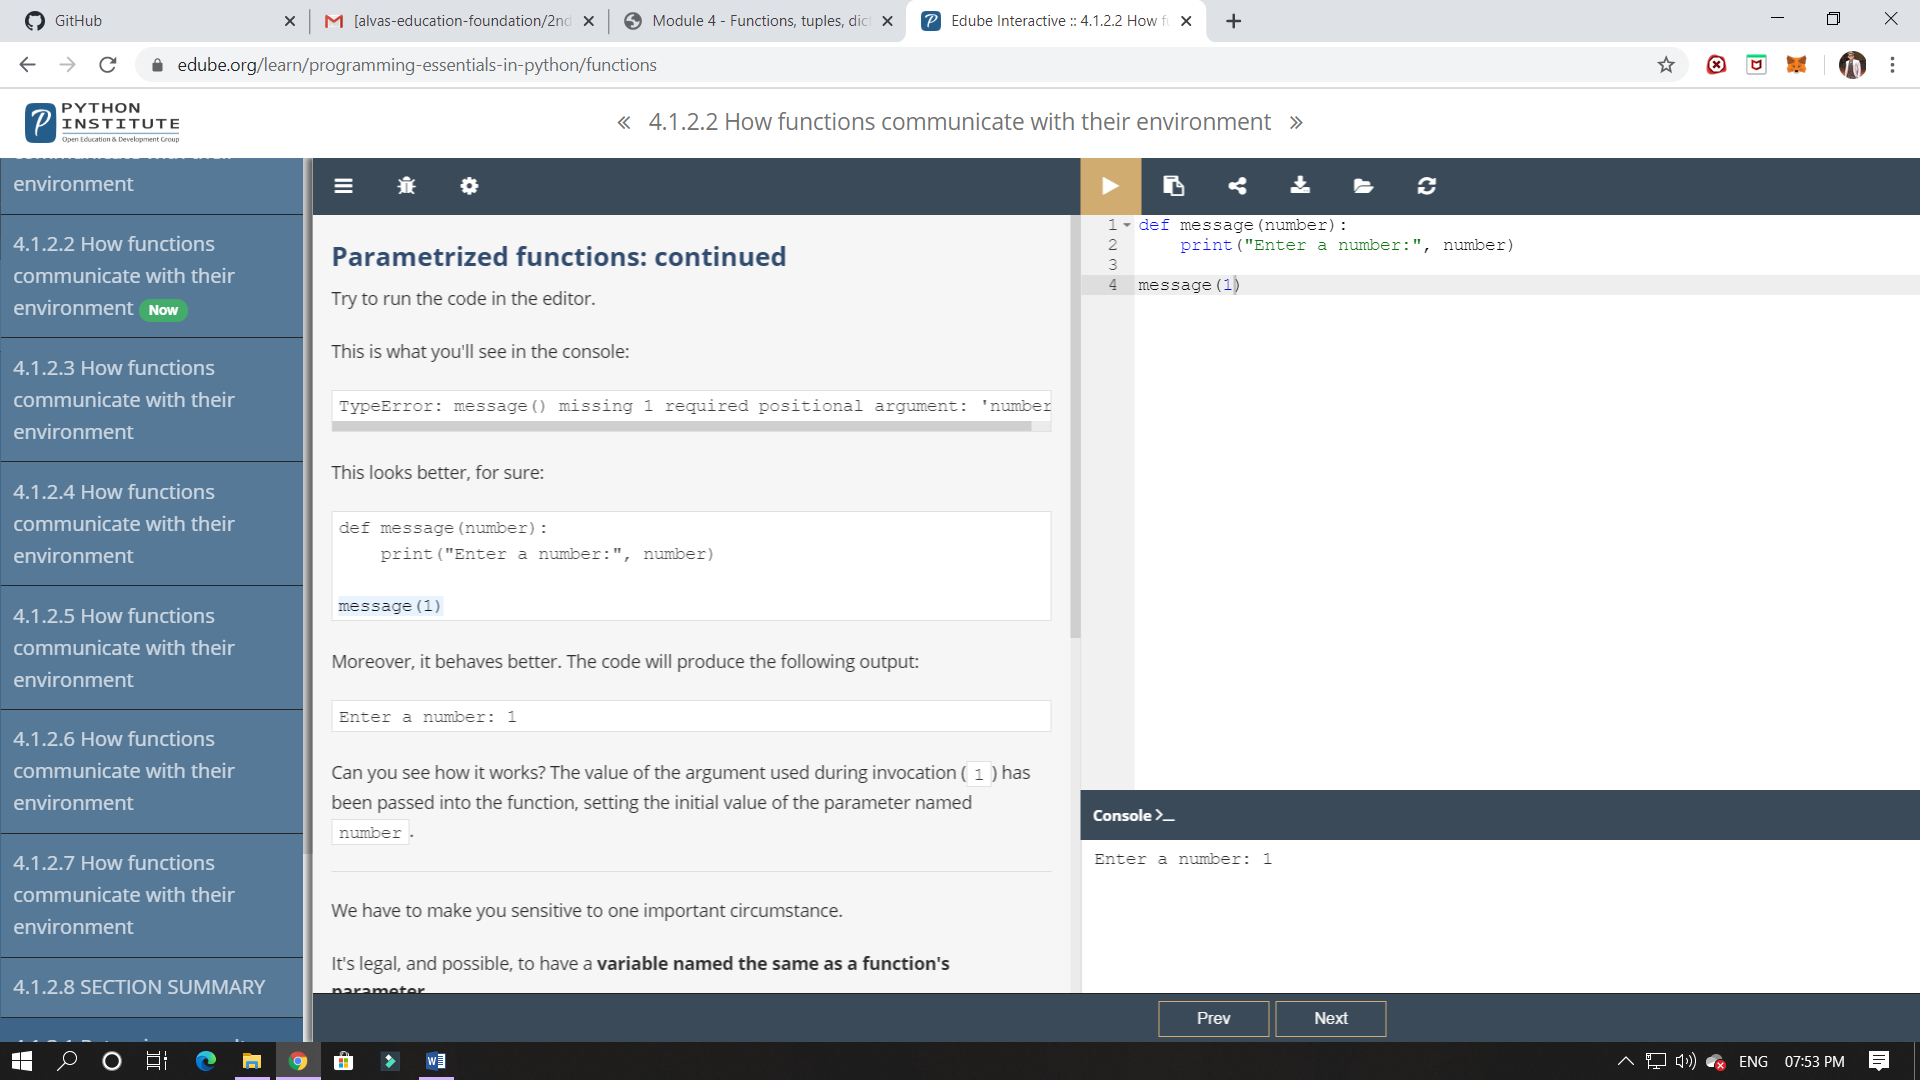 GitHub
[alvas-education-foundation/2nd
Module 4 - Functions, tuples, dict
Edube Interactive :: 4.1.2.2 How f
edube.org/learn/programming-essentials-in-python/functions
PYTHON
INSTITUTE
Open Education & Development Group
« 4.1.2.2 How functions communicate with their environment »
environment
4.1.2.2 How functions
communicate with their
environment Now
4.1.2.3 How functions
communicate with their
environment
4.1.2.4 How functions
communicate with their
environment
4.1.2.5 How functions
communicate with their
environment
4.1.2.6 How functions
communicate with their
environment
4.1.2.7 How functions
communicate with their
environment
4.1.2.8 SECTION SUMMARY
Parametrized functions: continued
Try to run the code in the editor.
This is what you'll see in the console:
TypeError: message() missing 1 required positional argument: 'number
This looks better, for sure:
def message(number):
print("Enter a number:", number)
message(1)
Moreover, it behaves better. The code will produce the following output:
Enter a number: 1
Can you see how it works? The value of the argument used during invocation ( 1 ) has
been passed into the function, setting the initial value of the parameter named
number .
We have to make you sensitive to one important circumstance.
It's legal, and possible, to have a variable named the same as a function's
parameter
1 def message(number):
2 print("Enter a number:", number)
3
4 message(1)
Console >_
Enter a number: 1
Prev
Next
ENG
07:53 PM